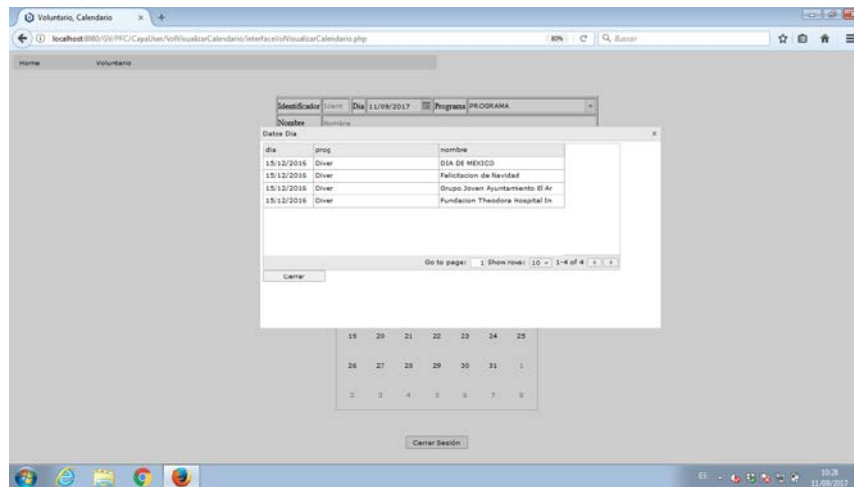 Voluntario, Calendario
localhost:8080/GV/PFC/CapaUser/VolVisualizarCalendario/interfaceVolVisualizarCalendario.php 80% Buscar
Home Voluntario
Identificador Ident Dia 11/09/2017 Programa PROGRAMA
Nombre Nombre
Datos Dia
dia prog nombre
15/12/2016 Diver DIA DE MEXICO
15/12/2016 Diver Felicitacion de Navidad
15/12/2016 Diver Grupo Joven Ayuntamiento El Ar
15/12/2016 Diver Fundacion Theodora Hospital In
Go to page: 1 Show rows: 10 1-4 of 4
Cerrar
19 20 21 22 23 24 25
26 27 28 29 30 31 1
2 3 4 5 6 7 8
Cerrar Sesión
ES 10:28
11/09/2017